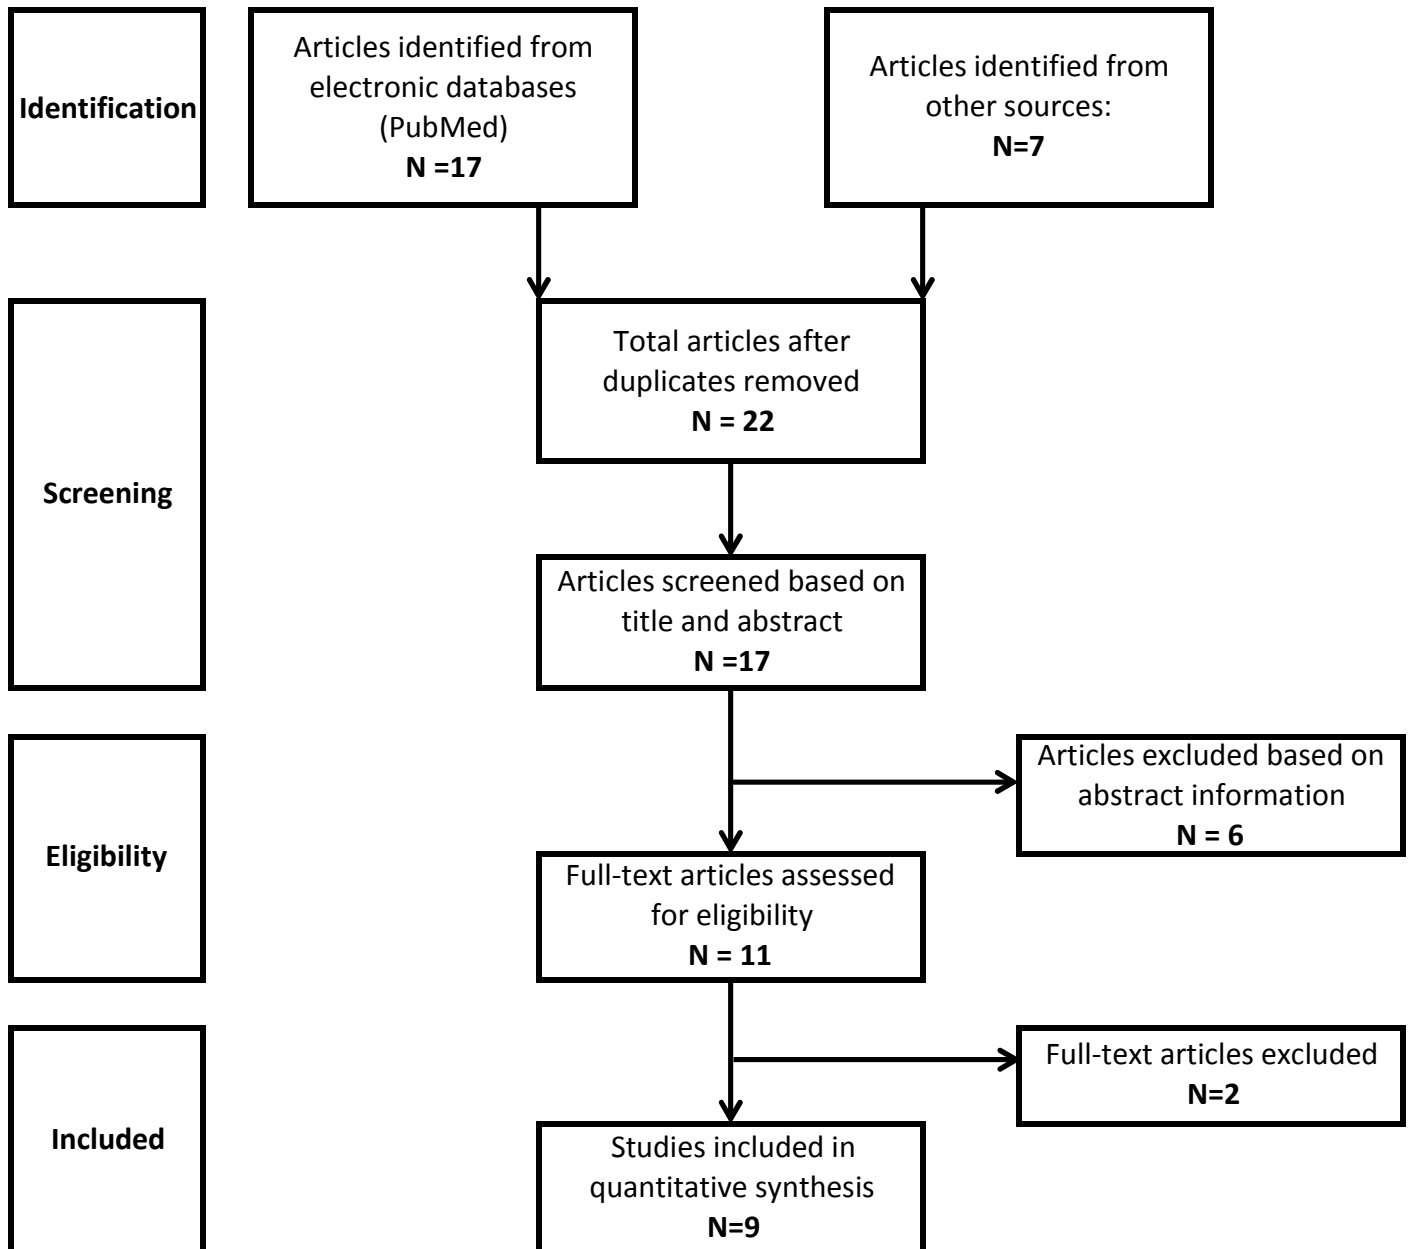 Identification
Articles identified from
electronic databases
(PubMed)
N =17
Articles identified from
other sources:
N=7
Screening
Total articles after
duplicates removed
N = 22
Articles screened based on
title and abstract
N =17
Eligibility
Articles excluded based on
abstract information
N = 6
Full-text articles assessed
for eligibility
N = 11
Included
Full-text articles excluded
N=2
Studies included in
quantitative synthesis
N=9